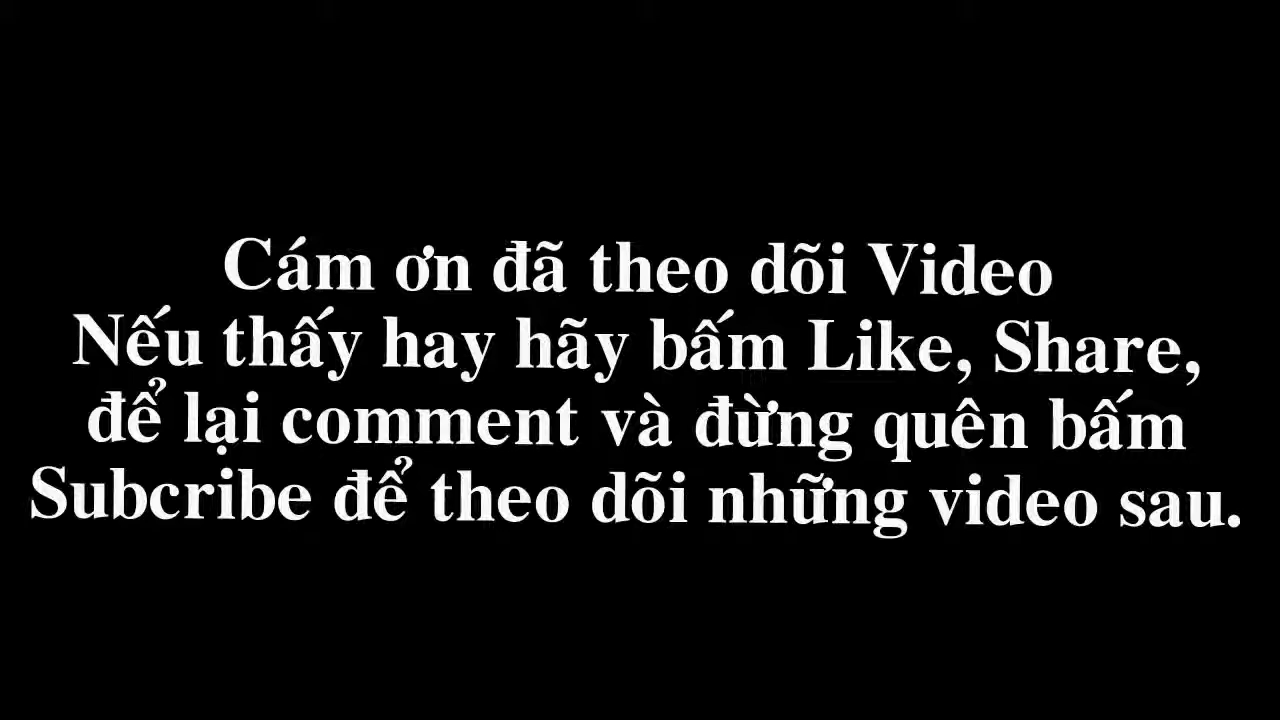 Cám ơn đã theo dõi Video
Nếu thấy hay hãy bấm Like, Share,
để lại comment và đừng quên bấm
Subcribe để theo dõi những video sau.